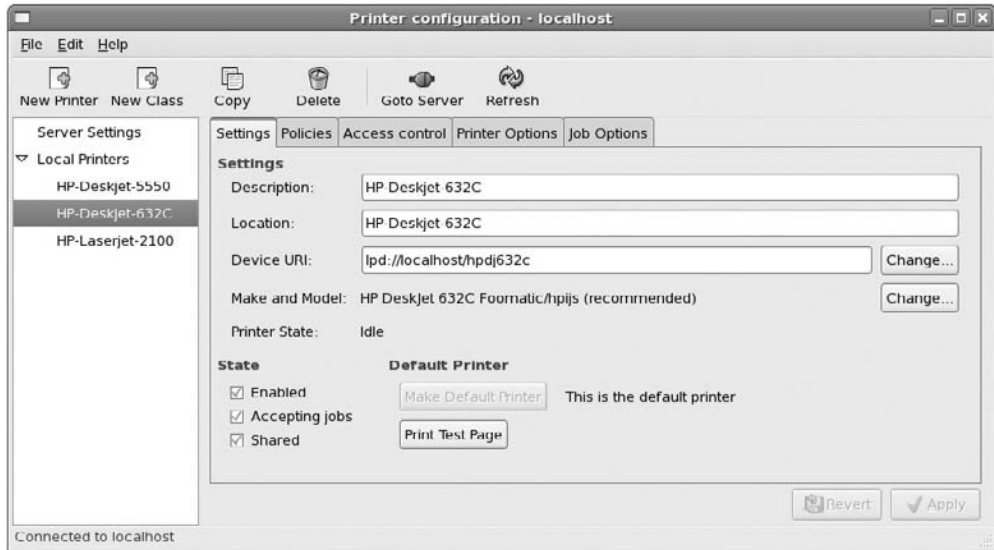 Printer configuration - localhost
File Edit Help
New Printer New Class Copy Delete Goto Server Refresh
Server Settings
Local Printers
HP-Deskjet-5550
HP-Deskjet-632C
HP-Laserjet-2100
Settings Policies Access control Printer Options Job Options
Settings
Description: HP Deskjet 632C
Location: HP Deskjet 632C
Device URI: lpd://localhost/hpdj632c Change...
Make and Model: HP DeskJet 632C Foomatic/hpijs (recommended) Change...
Printer State: Idle
State Default Printer
Enabled Make Default Printer This is the default printer
Accepting jobs
Shared Print Test Page
Revert Apply
Connected to localhost